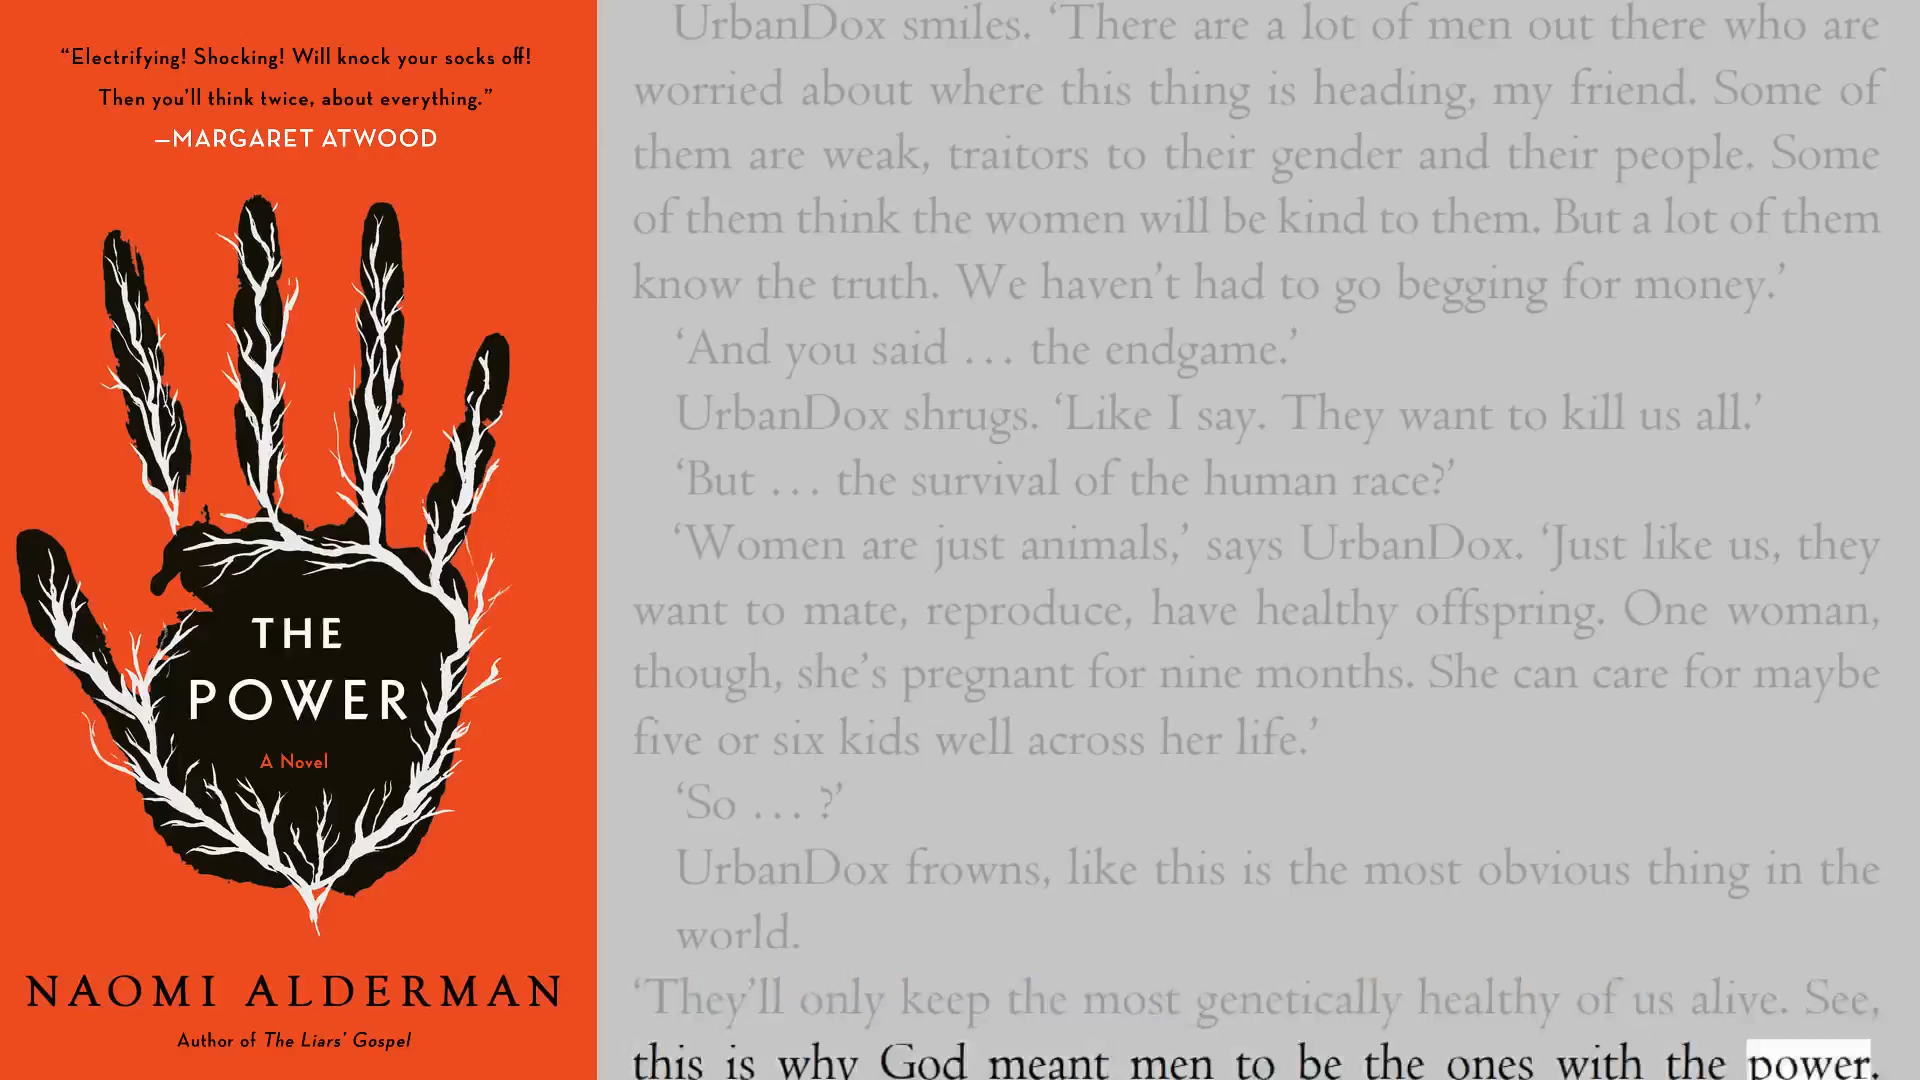 “Electrifying! Shocking! Will knock your socks off!
Then you’ll think twice, about everything.”
—MARGARET ATWOOD
THE
POWER
A Novel
NAOMI ALDERMAN
Author of The Liars’ Gospel
UrbanDox smiles. ‘There are a lot of men out there who are
worried about where this thing is heading, my friend. Some of
them are weak, traitors to their gender and their people. Some
of them think the women will be kind to them. But a lot of them
know the truth. We haven’t had to go begging for money.’
‘And you said … the endgame.’
UrbanDox shrugs. ‘Like I say. They want to kill us all.’
‘But … the survival of the human race?’
‘Women are just animals,’ says UrbanDox. ‘Just like us, they
want to mate, reproduce, have healthy offspring. One woman,
though, she’s pregnant for nine months. She can care for maybe
five or six kids well across her life.’
‘So … ?’
UrbanDox frowns, like this is the most obvious thing in the
world.
‘They’ll only keep the most genetically healthy of us alive. See,
this is why God meant men to be the ones with the power.